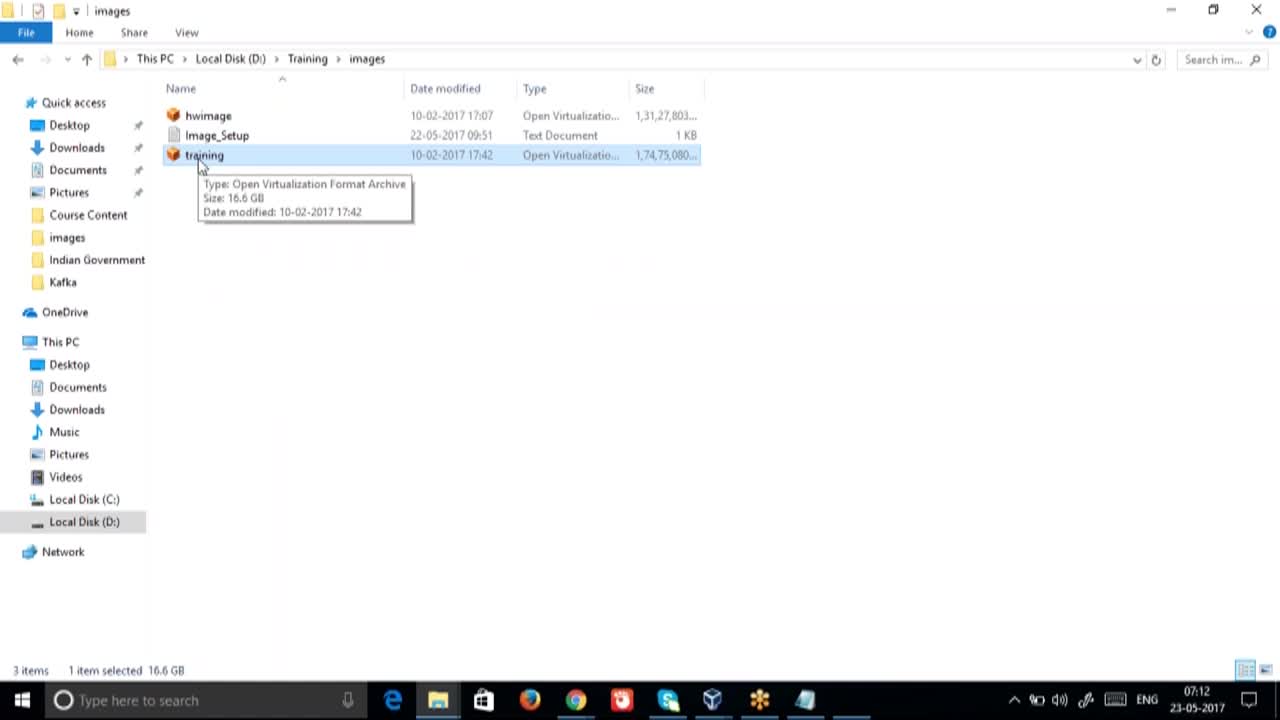 images
File Home Share View
This PC > Local Disk (D:) > Training > images
Search im...
Name Date modified Type Size
hwimage 10-02-2017 17:07 Open Virtualizatio... 1,31,27,803...
Image_Setup 22-05-2017 09:51 Text Document 1 KB
training 10-02-2017 17:42 Open Virtualizatio... 1,74,75,080...
Type: Open Virtualization Format Archive
Size: 16.6 GB
Date modified: 10-02-2017 17:42
Quick access
Desktop
Downloads
Documents
Pictures
Course Content
images
Indian Government
Kafka
OneDrive
This PC
Desktop
Documents
Downloads
Music
Pictures
Videos
Local Disk (C:)
Local Disk (D:)
Network
3 items 1 item selected 16.6 GB
Type here to search
ENG
07:12
23-05-2017